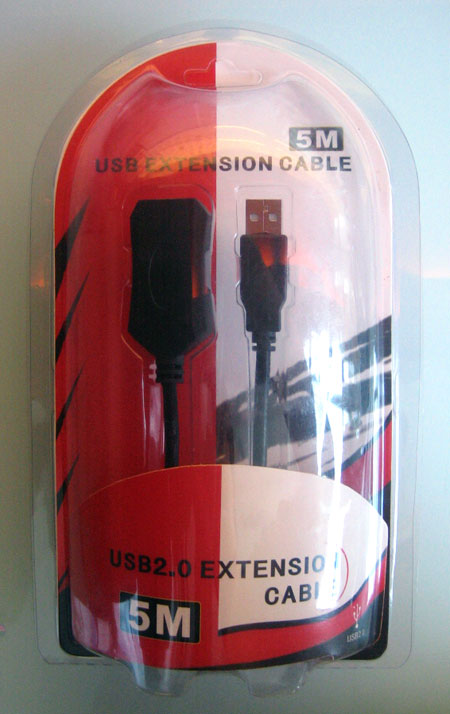 5M
USB EXTENSION CABLE
USB2.0 EXTENSION
CABLE
5M